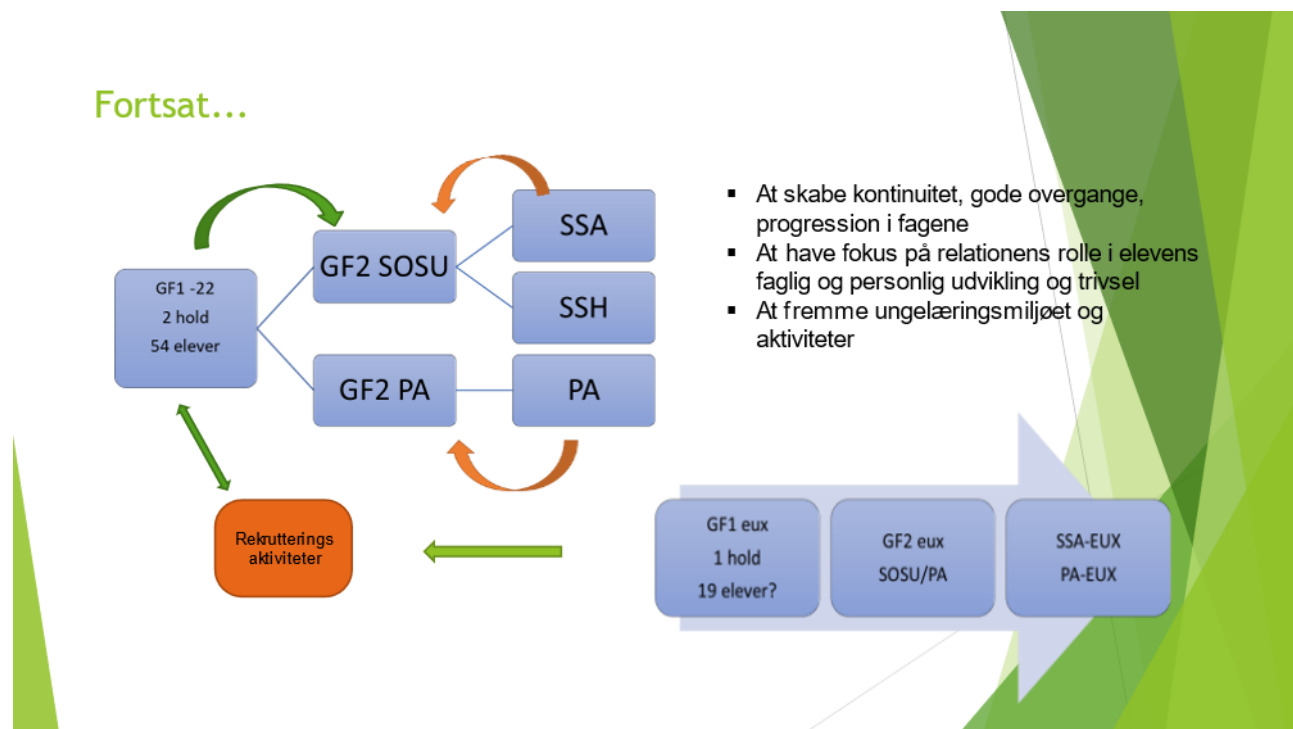 Fortsat...
GF1 -22
2 hold
54 elever
GF2 SOSU
GF2 PA
SSA
SSH
PA
▪ At skabe kontinuitet, gode overgange,
progression i fagene
▪ At have fokus på relationens rolle i elevens
faglig og personlig udvikling og trivsel
▪ At fremme ungelæringsmiljøet og
aktiviteter
Rekrutterings
aktiviteter
GF1 eux
1 hold
19 elever?
GF2 eux
SOSU/PA
SSA-EUX
PA-EUX